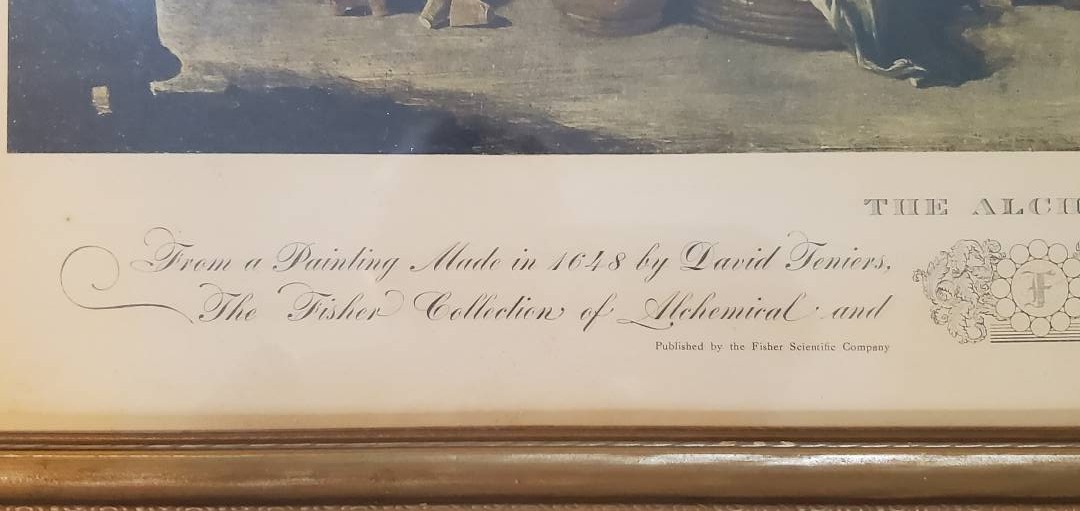 THE ALCH
From a Painting Made in 1648 by David Teniers,
The Fisher Collection of Alchemical and
F
Published by the Fisher Scientific Company